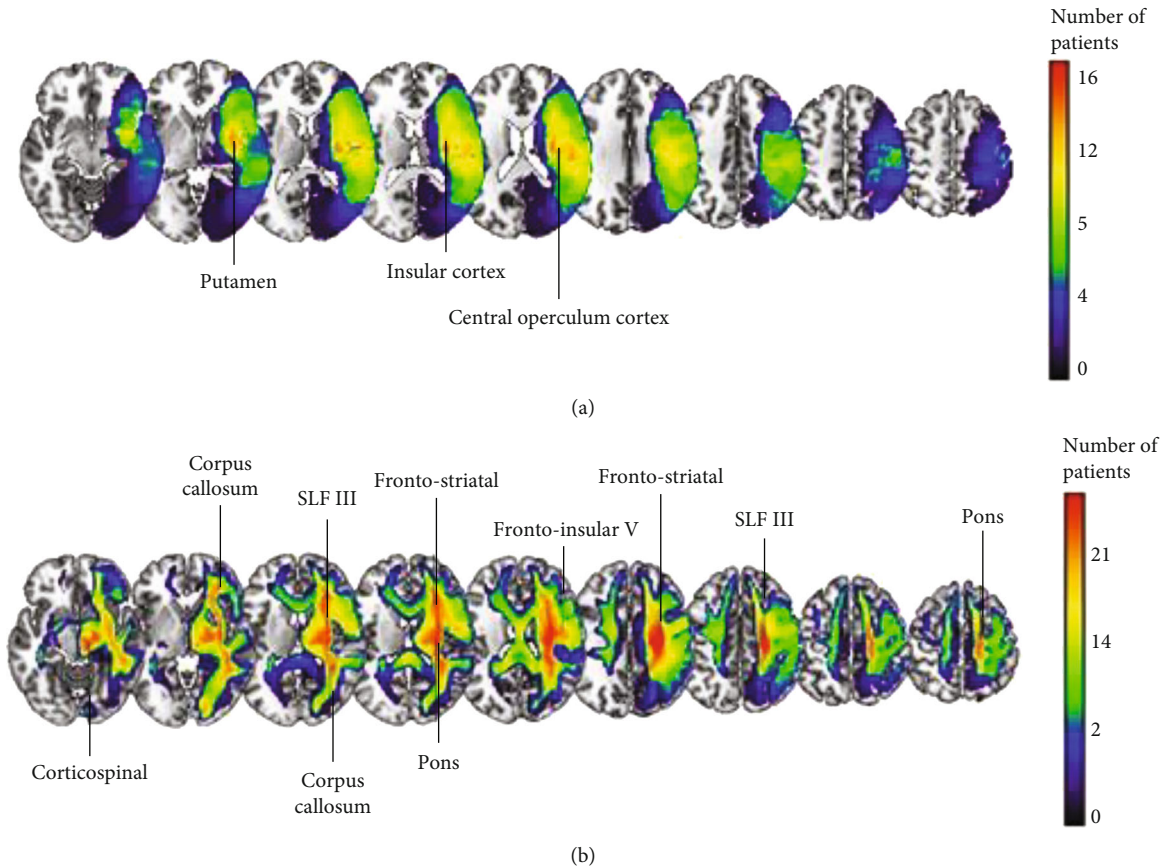 Number of
patients
16
12
5
4
0
Putamen
Insular cortex
Central operculum cortex
(a)
Number of
patients
21
14
2
0
Corpus
callosum
SLF III
Fronto-striatal
Fronto-insular V
Fronto-striatal
SLF III
Pons
Corticospinal
Corpus
callosum
Pons
(b)